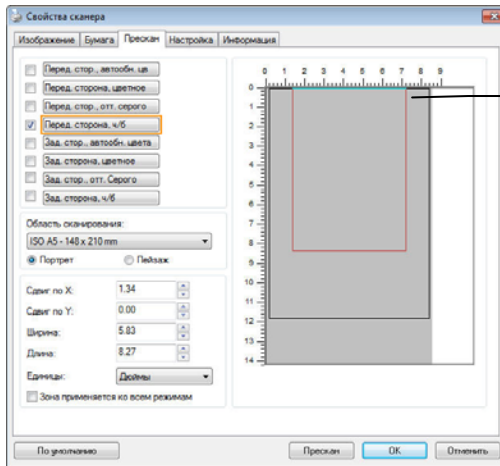 Свойства сканера
Изображение Бумага Прескан Настройка Информация
Перед. стор., автообн. цв
Перед. сторона, цветное
Перед. стор., отт. серого
Перед. сторона, ч/б
Зад. стор., автообн. цвета
Зад. сторона, цветное
Зад. стор., отт. Серого
Зад. сторона, ч/б
Область сканирования:
ISO A5 - 148 x 210 mm
Портрет Пейзаж
Сдвиг по X: 1.34
Сдвиг по Y: 0.00
Ширина: 5.83
Длина: 8.27
Единицы: Дюймы
Зона применяется ко всем режимам
0 1 2 3 4 5 6 7 8 9
0
1
2
3
4
5
6
7
8
9
10
11
12
13
14
По умолчанию Прескан OK Отменить